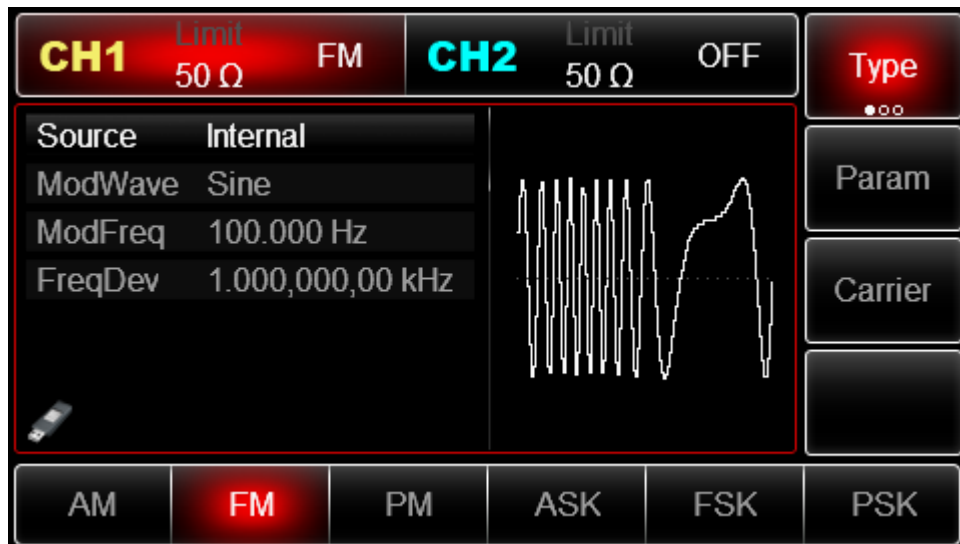 CH1 Limit 50 Ω FM
CH2 Limit 50 Ω OFF
Type
Source Internal
ModWave Sine
ModFreq 100.000 Hz
FreqDev 1.000,000,00 kHz
Param
Carrier
AM FM PM ASK FSK PSK